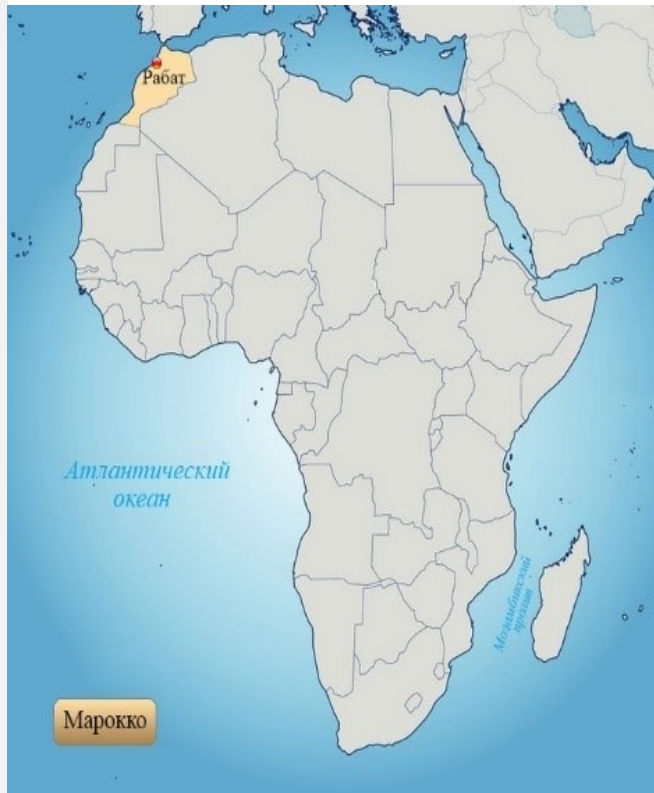 Рабат
Атлантический
океан
Мозамбикский
пролив
Марокко